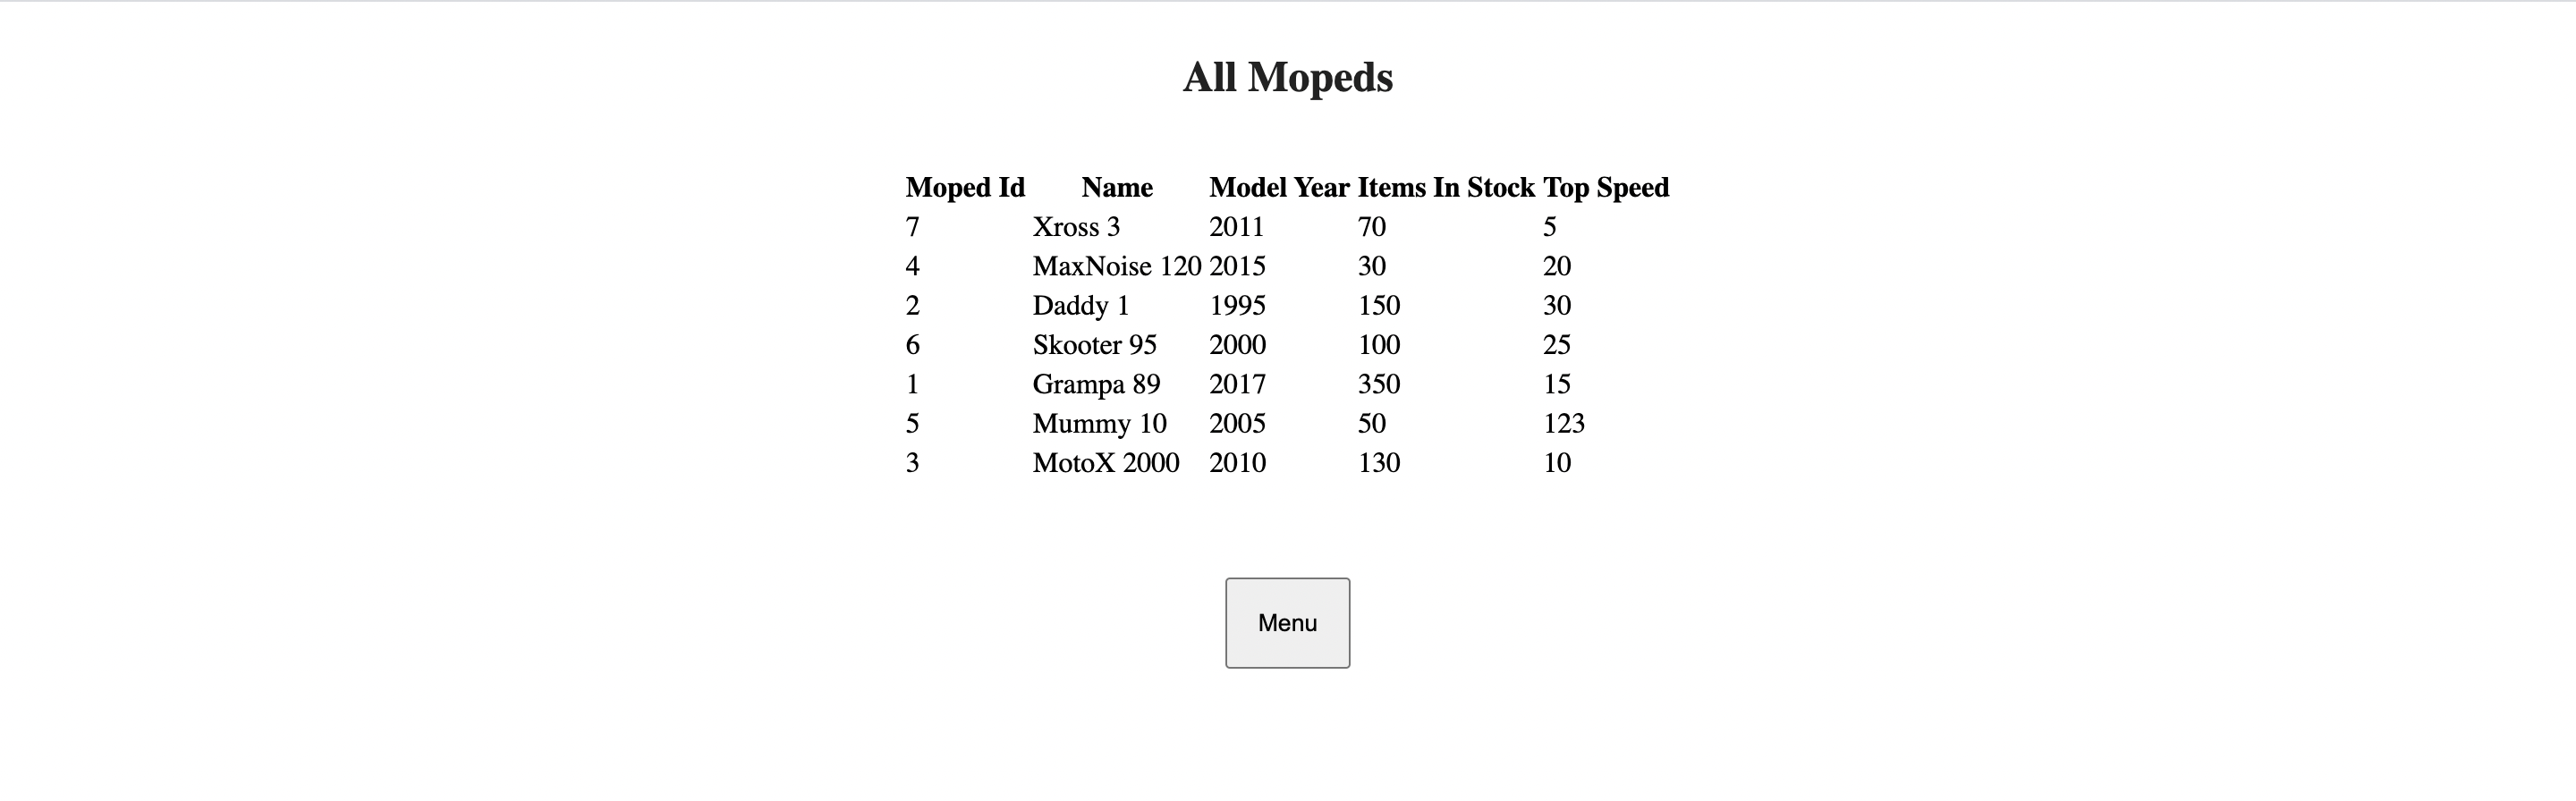 All Mopeds
Moped Id Name Model Year Items In Stock Top Speed
7 Xross 3 2011 70 5
4 MaxNoise 120 2015 30 20
2 Daddy 1 1995 150 30
6 Skooter 95 2000 100 25
1 Grampa 89 2017 350 15
5 Mummy 10 2005 50 123
3 MotoX 2000 2010 130 10
Menu